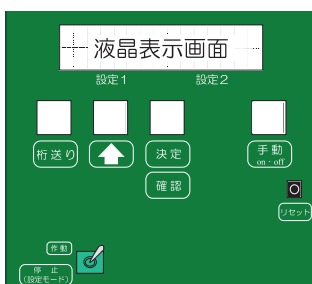 液晶表示画面
設定1 設定2
桁送り 決定 手動
on・off
確認
リセット
作動
停止
(設定モード)